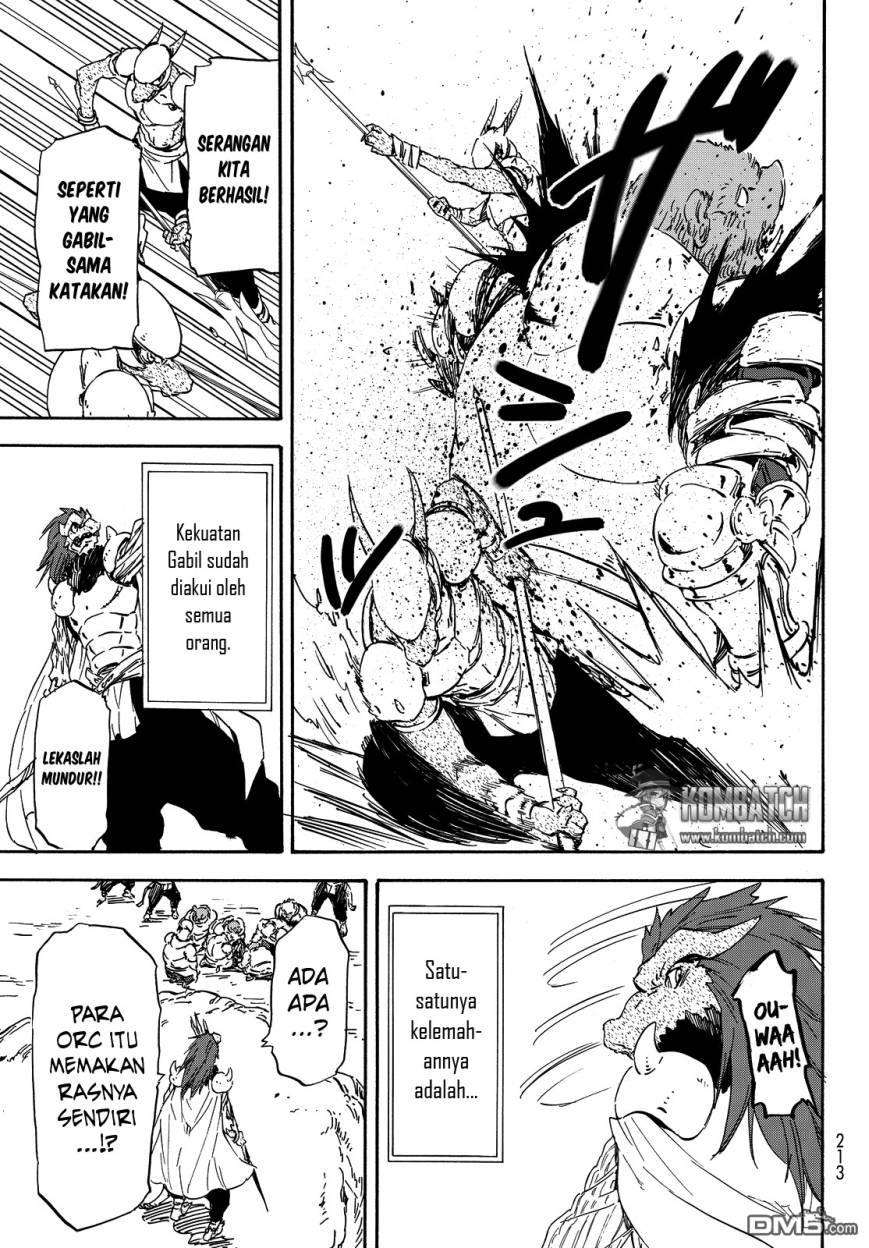 ザ
シ
ュ
ッ
SERANGAN
KITA
BERHASIL!
SEPERTI
YANG
GABIL-
SAMA
KATAKAN!
Kekuatan
Gabil sudah
diakui oleh
semua
orang.
LEKASLAH
MUNDUR!!
KOMBATCH
www.kombatch.com
OU-
WAA
AAH!
Satu-
satunya
kelemah-
annya
adalah...
ADA
APA
...?
PARA
ORC ITU
MEMAKAN
RASNYA
SENDIRI
...!?
213
DM5.com